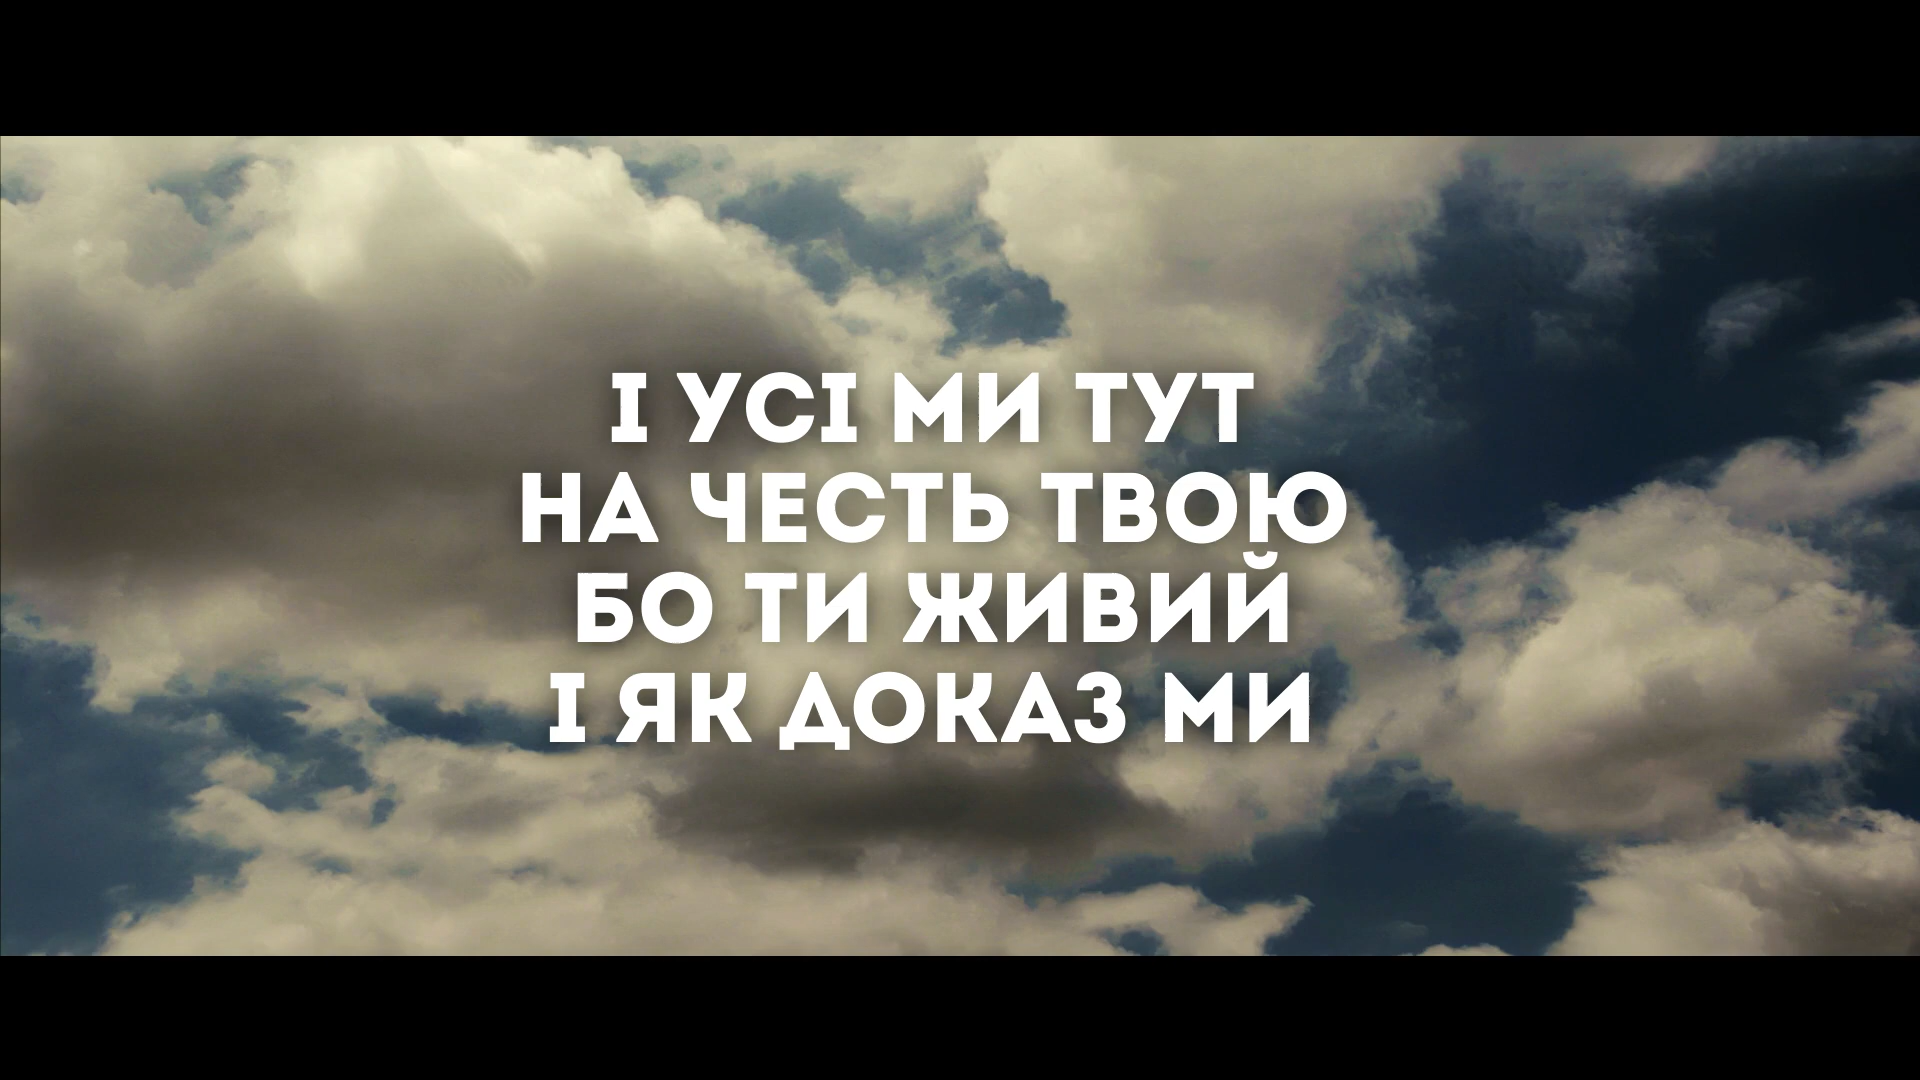 І УСІ МИ ТУТ
НА ЧЕСТЬ ТВОЮ
БО ТИ ЖИВИЙ
І ЯК ДОКАЗ МИ